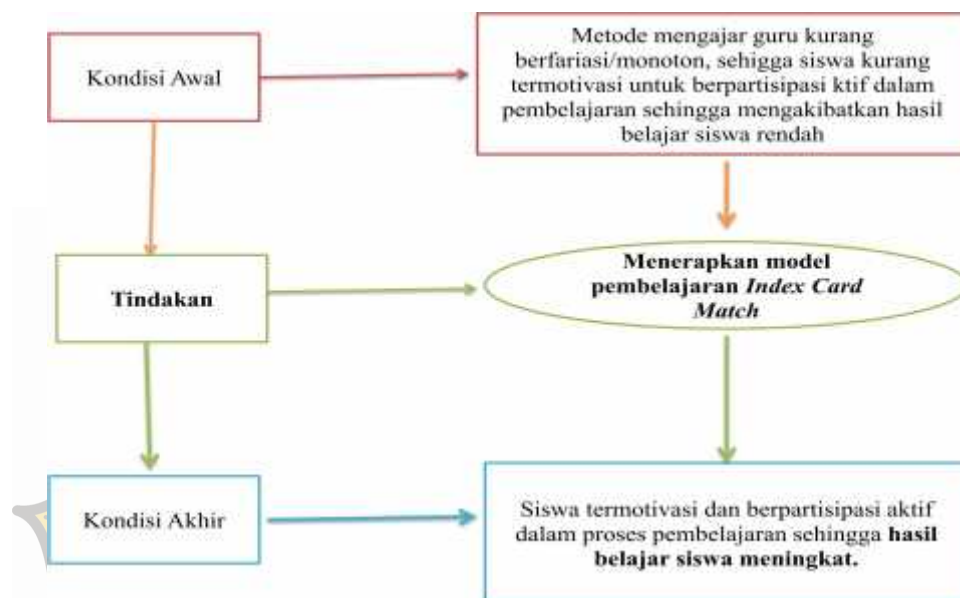 Kondisi Awal
Metode mengajar guru kurang
berfariasi/monoton, sehigga siswa kurang
termotivasi untuk berpartisipasi ktif dalam
pembelajaran sehingga mengakibatkan hasil
belajar siswa rendah
Tindakan
Menerapkan model
pembelajaran Index Card
Match
Kondisi Akhir
Siswa termotivasi dan berpartisipasi aktif
dalam proses pembelajaran sehingga hasil
belajar siswa meningkat.